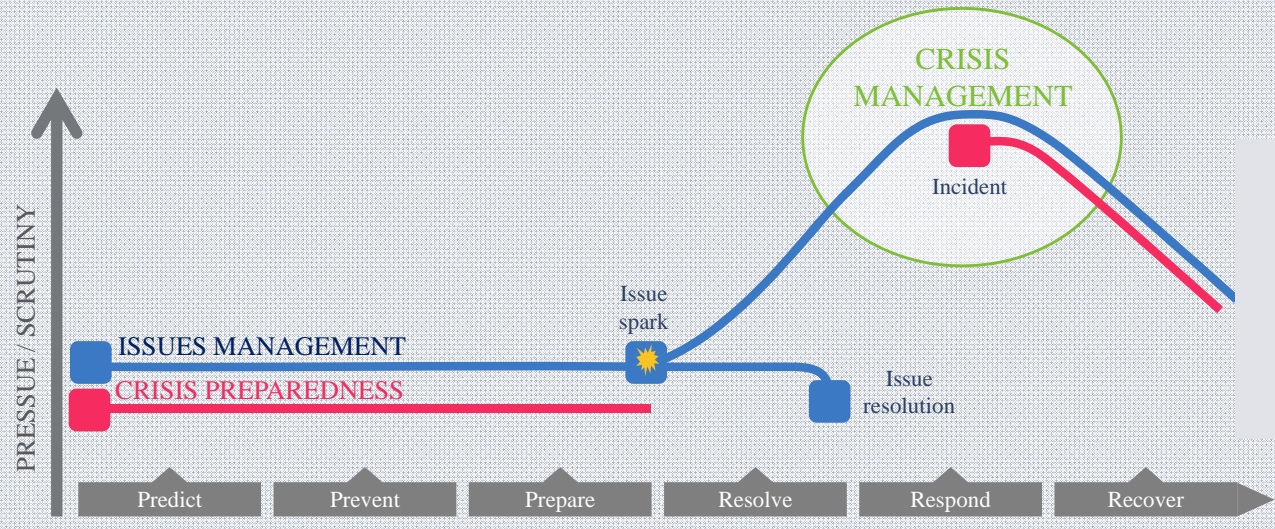 CRISIS
MANAGEMENT
Incident
Issue
spark
ISSUES MANAGEMENT
CRISIS PREPAREDNESS
Issue
resolution
PRESSUE / SCRUTINY
Predict
Prevent
Prepare
Resolve
Respond
Recover